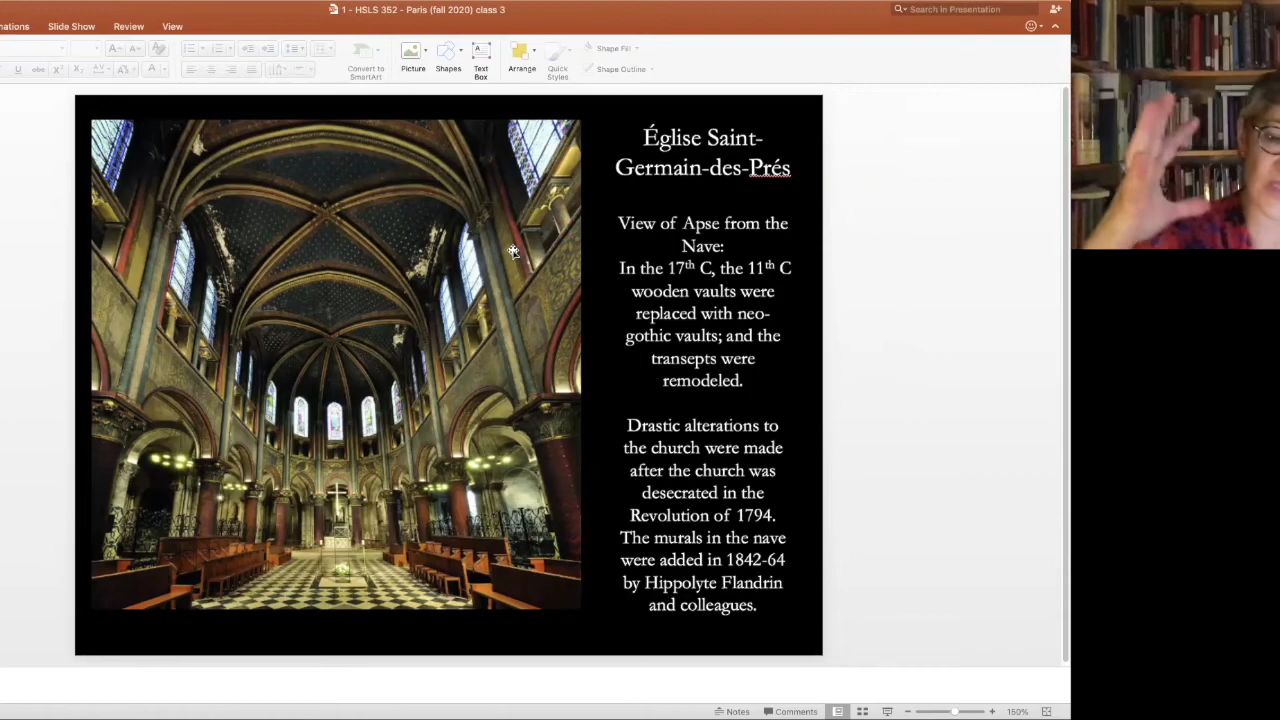 1 - HSLS 352 - Paris (fall 2020) class 3
Search in Presentation
nations Slide Show Review View
Convert to
SmartArt
Picture
Shapes
Text
Box
Arrange
Quick
Styles
Shape Fill
Shape Outline
Église Saint-
Germain-des-Prés
View of Apse from the
Nave:
In the 17th C, the 11th C
wooden vaults were
replaced with neo-
gothic vaults; and the
transepts were
remodeled.
Drastic alterations to
the church were made
after the church was
desecrated in the
Revolution of 1794.
The murals in the nave
were added in 1842-64
by Hippolyte Flandrin
and colleagues.
Notes Comments 150%